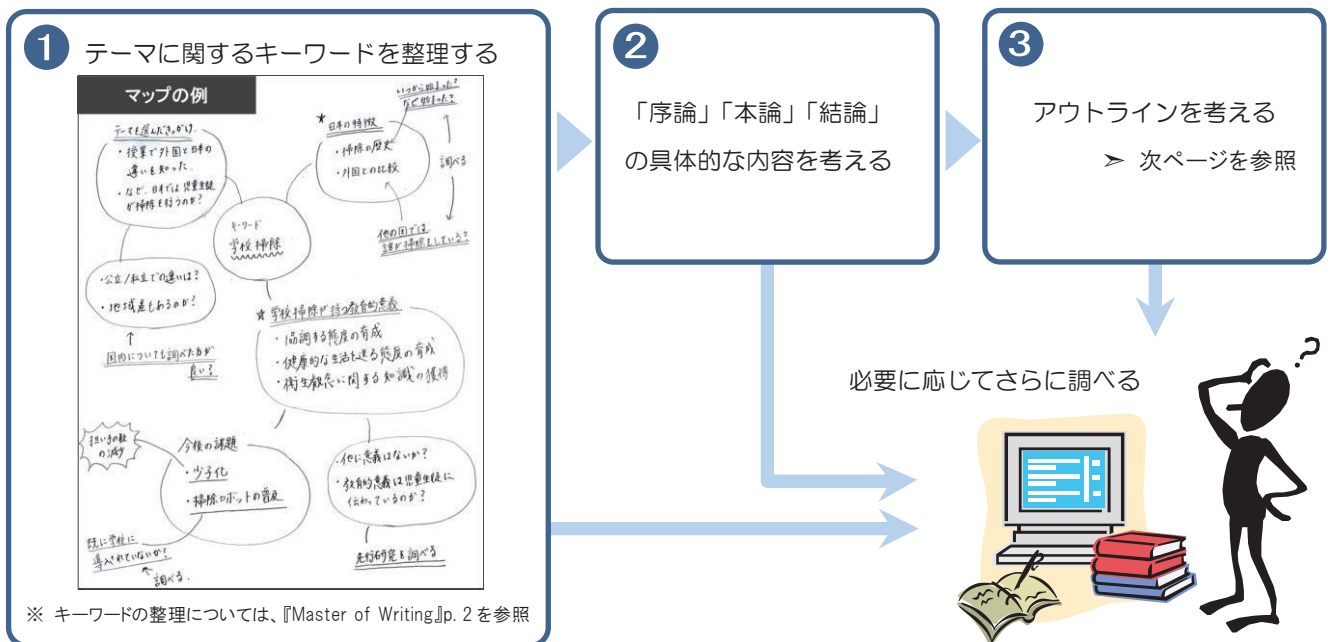 1 テーマに関するキーワードを整理する
マップの例
テーマを選んだきっかけ
・授業で外国と日本の
違いを知った.
・なぜ、日本では児童生徒
が掃除を行うのか?
★ 日本の特徴
・掃除の歴史
・外国との比較
いつから始まった?
なぜ始まった?
調べる
他の国では
誰が掃除をしている?
キーワード
学校掃除
・公立/私立での違いは?
・地域差もあるのか?
↑
国内についても調べた方が
良い?
★ 学校掃除が持つ教育的意義
・協調する態度の育成
・健康的な生活を送る態度の育成
・衛生観念に関する知識の獲得
担い手の数
の減少
今後の課題
・少子化
・掃除ロボットの普及
既に学校に
導入されていないか?
調べる.
・他に意義はないか?
・教育的意義は児童生徒に
伝わっているのか?
先行研究を調べる
※ キーワードの整理については、『Master of Writing』p. 2 を参照
2
「序論」「本論」「結論」
の具体的な内容を考える
3
アウトラインを考える
➢ 次ページを参照
必要に応じてさらに調べる
?